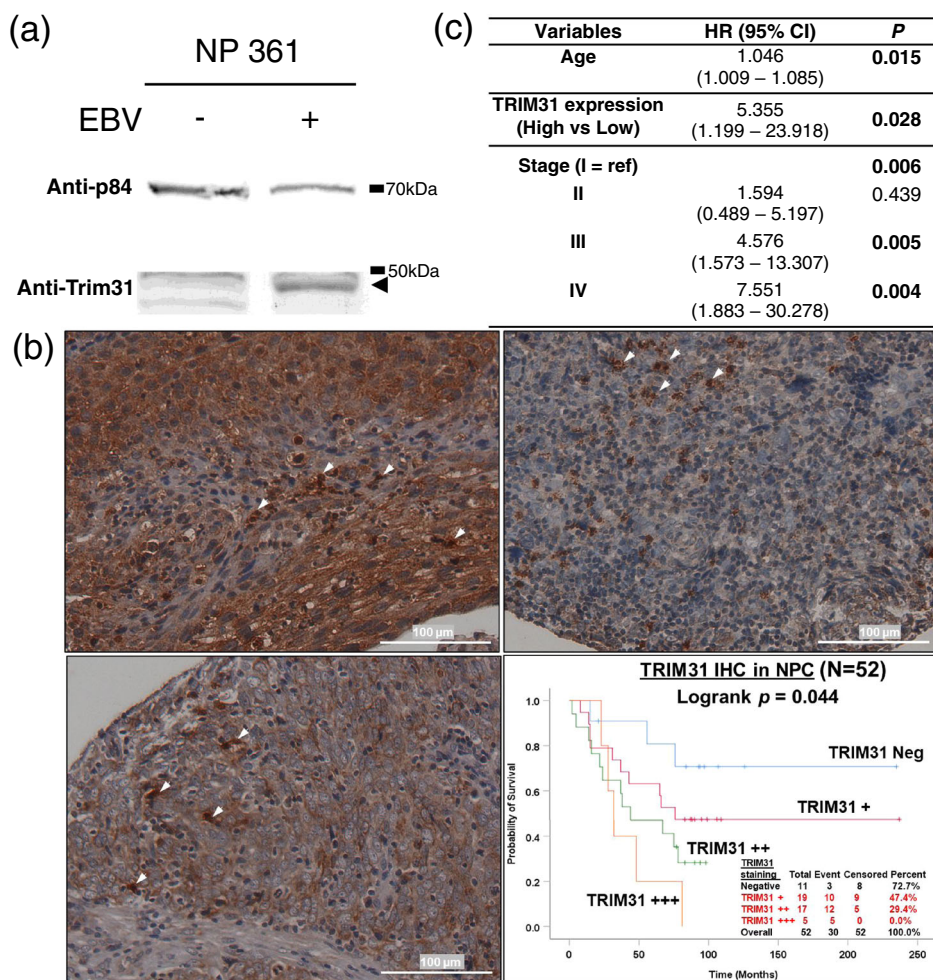 (a)
NP 361
EBV - +
Anti-p84
70kDa
50kDa
Anti-Trim31
(c)
Variables HR (95% CI) P
Age 1.046 0.015
(1.009 – 1.085)
TRIM31 expression 5.355 0.028
(High vs Low) (1.199 – 23.918)
Stage (I = ref) 0.006
II 1.594 0.439
(0.489 – 5.197)
III 4.576 0.005
(1.573 – 13.307)
IV 7.551 0.004
(1.883 – 30.278)
(b)
100 µm
100 µm
100 µm
TRIM31 IHC in NPC (N=52)
Logrank p = 0.044
Probability of Survival
1.0
0.8
0.6
0.4
0.2
0.0
TRIM31 Neg
TRIM31 +
TRIM31 ++
TRIM31 +++
TRIM31
staining Total Event Censored Percent
Negative 11 3 8 72.7%
TRIM31 + 19 10 9 47.4%
TRIM31 ++ 17 12 5 29.4%
TRIM31 +++ 5 5 0 0.0%
Overall 52 30 52 100.0%
0 50 100 150 200 250
Time (Months)